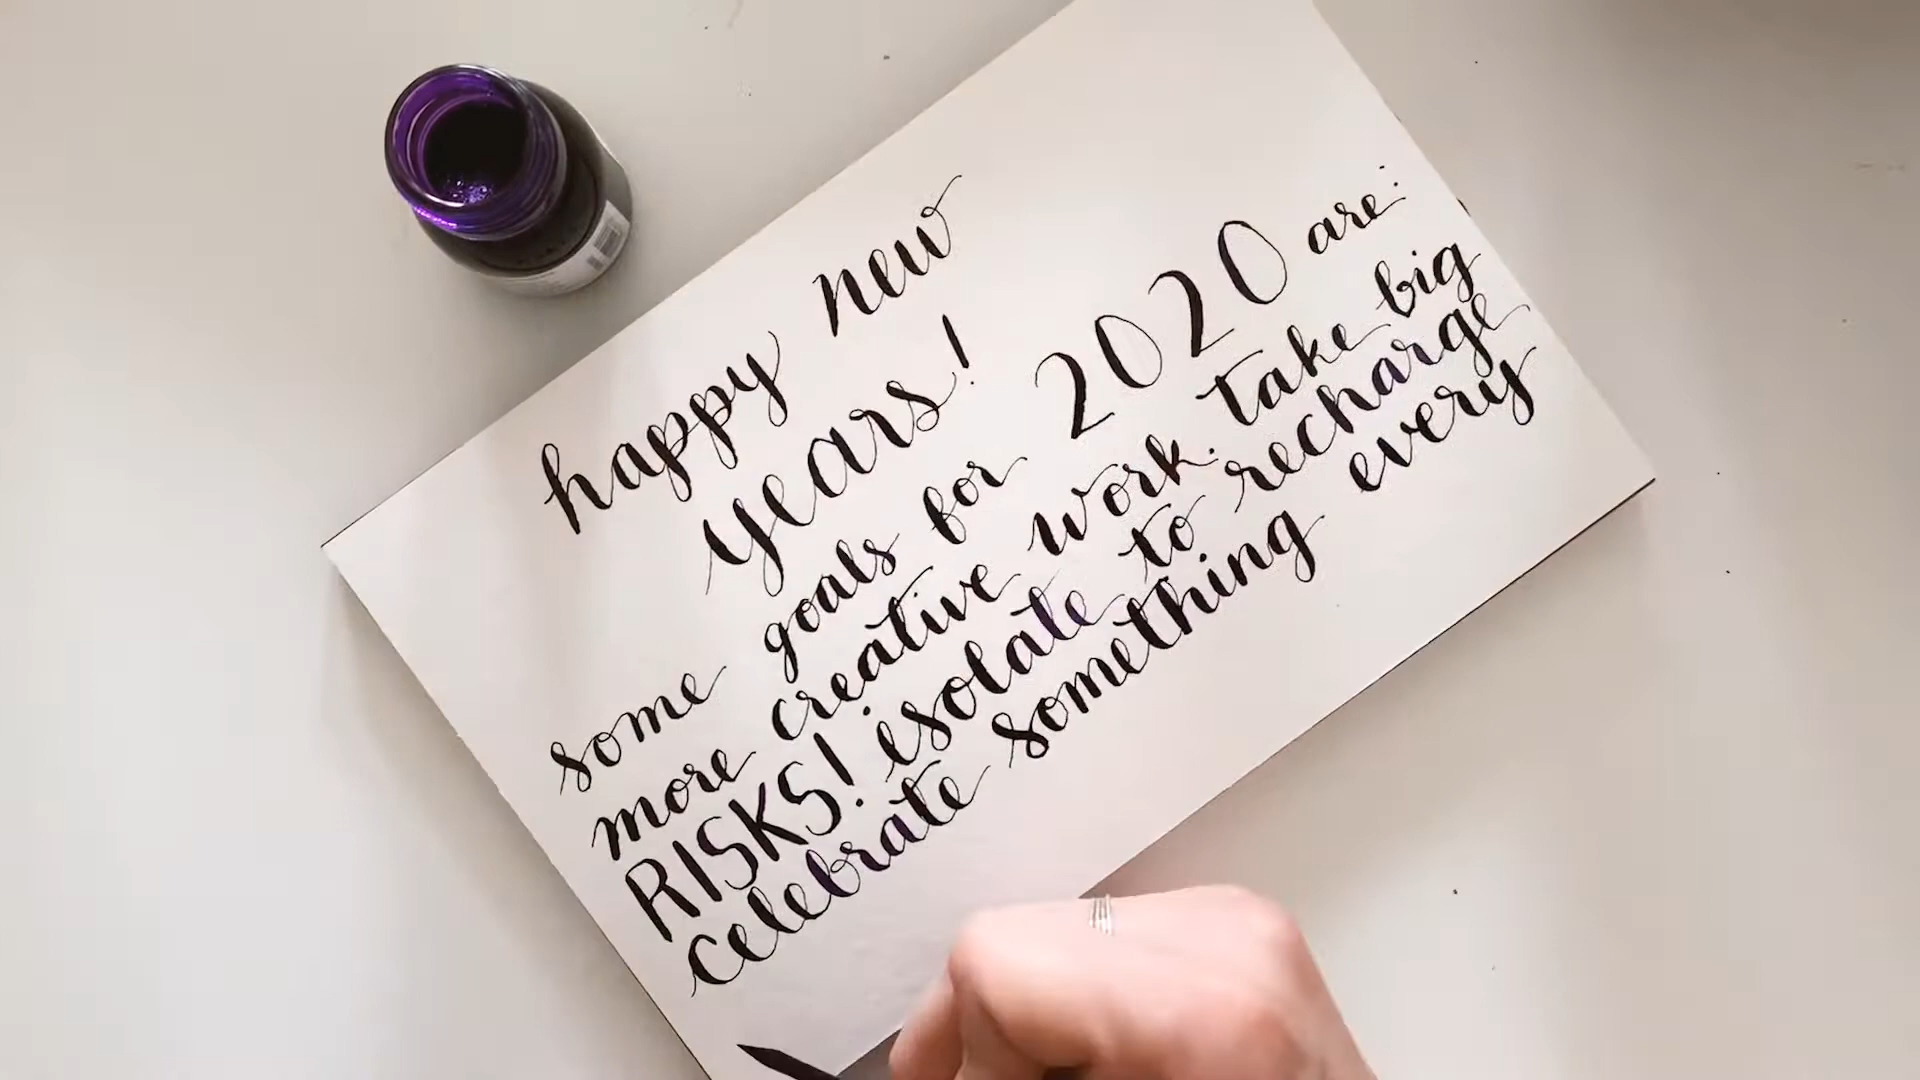 happy new
years!
some goals for 2020 are:
more creative work. take big
RISKS! isolate to recharge
celebrate something every